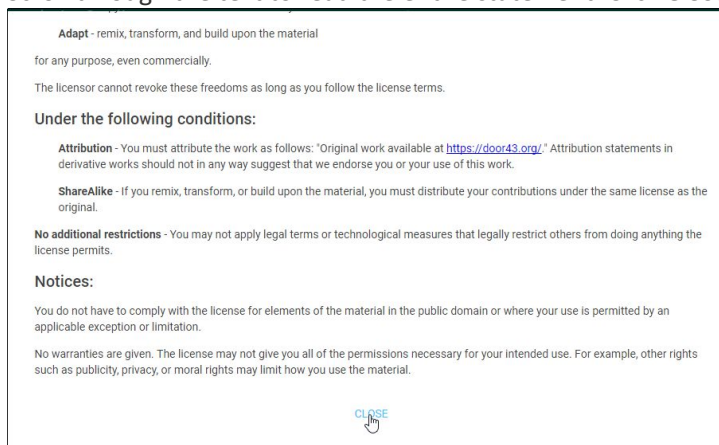 Adapt - remix, transform, and build upon the material
for any purpose, even commercially.
The licensor cannot revoke these freedoms as long as you follow the license terms.
Under the following conditions:
Attribution - You must attribute the work as follows: "Original work available at https://door43.org/." Attribution statements in
derivative works should not in any way suggest that we endorse you or your use of this work.
ShareAlike - If you remix, transform, or build upon the material, you must distribute your contributions under the same license as the
original.
No additional restrictions - You may not apply legal terms or technological measures that legally restrict others from doing anything the
license permits.
Notices:
You do not have to comply with the license for elements of the material in the public domain or where your use is permitted by an
applicable exception or limitation.
No warranties are given. The license may not give you all of the permissions necessary for your intended use. For example, other rights
such as publicity, privacy, or moral rights may limit how you use the material.
CLOSE